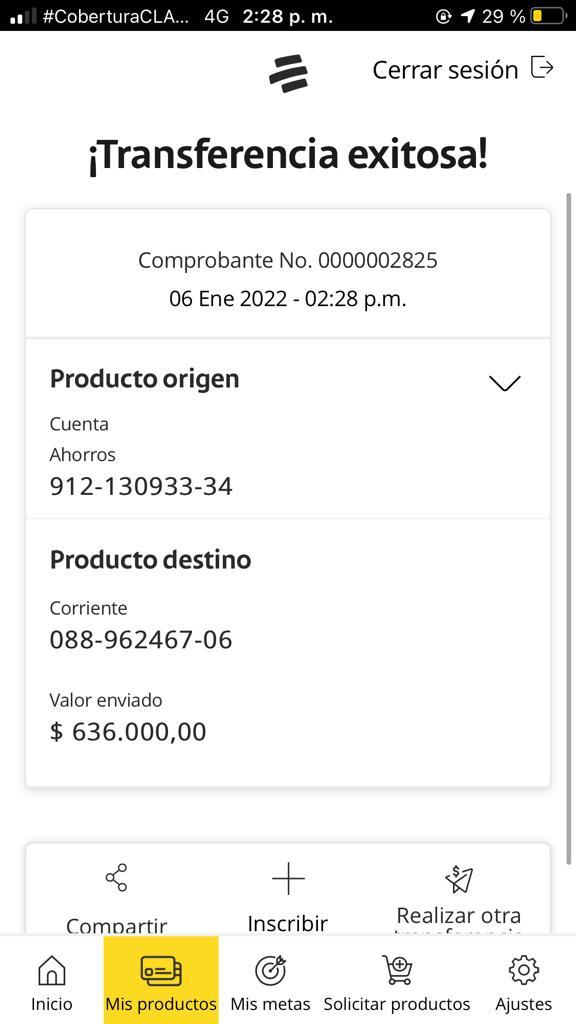 #CoberturaCLA... 4G 2:28 p. m. 29 %
Cerrar sesión
¡Transferencia exitosa!
Comprobante No. 0000002825
06 Ene 2022 - 02:28 p.m.
Producto origen
Cuenta
Ahorros
912-130933-34
Producto destino
Corriente
088-962467-06
Valor enviado
$ 636.000,00
Compartir
Inscribir
Realizar otra
transferencia
Inicio
Mis productos
Mis metas
Solicitar productos
Ajustes